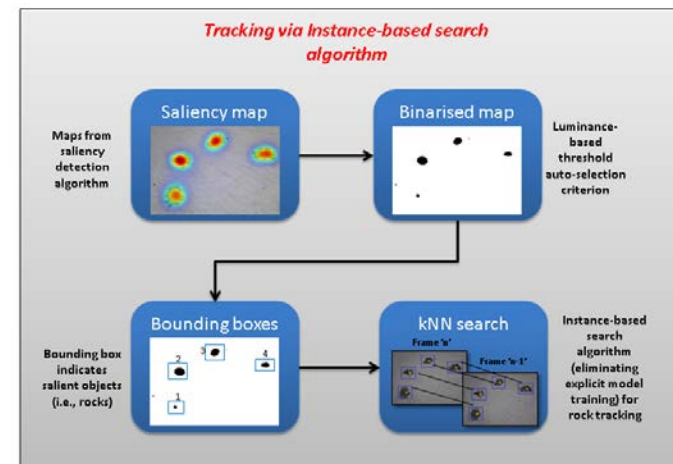 Tracking via Instance-based search
algorithm
Saliency map
Binarised map
Maps from
saliency
detection
algorithm
Luminance-
based
threshold
auto-selection
criterion
Bounding boxes
kNN search
Bounding box
indicates
salient objects
(i.e., rocks)
1
2
3
4
Frame 'n'
Frame 'n-1'
Instance-based
search
algorithm
(eliminating
explicit model
training) for
rock tracking